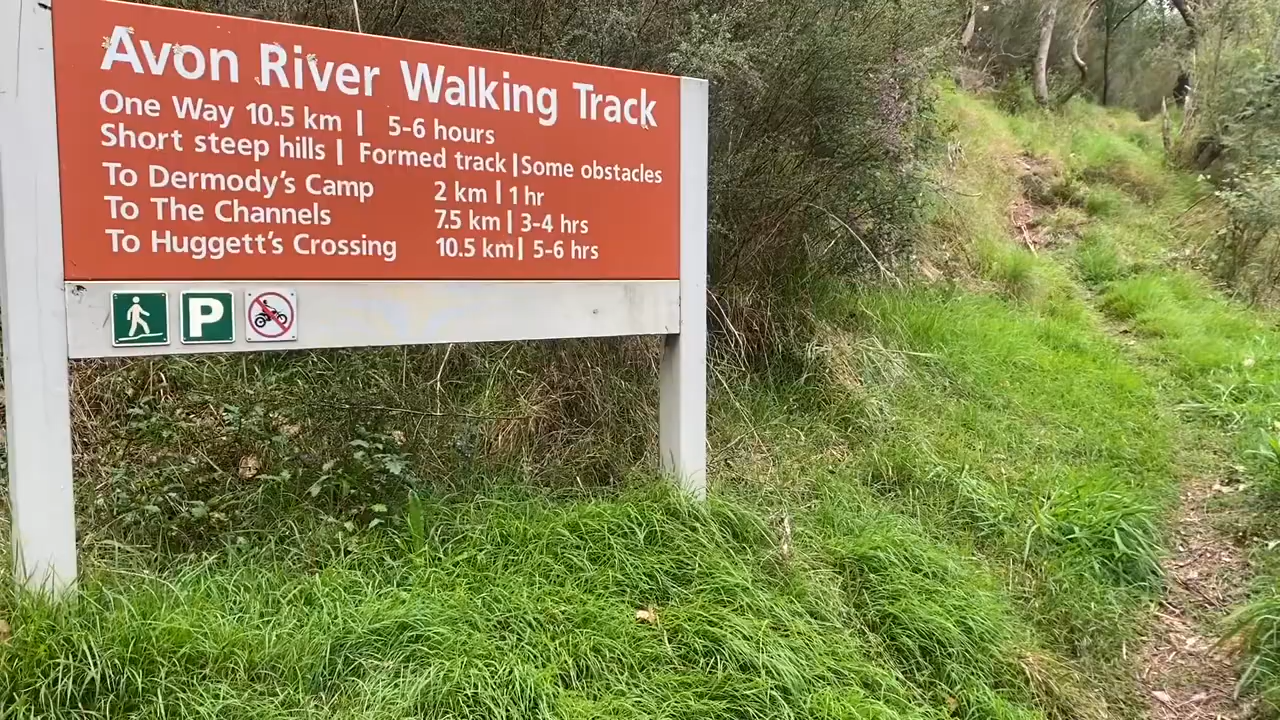 Avon River Walking Track
One Way 10.5 km | 5-6 hours
Short steep hills | Formed track | Some obstacles
To Dermody's Camp 2 km | 1 hr
To The Channels 7.5 km | 3-4 hrs
To Huggett's Crossing 10.5 km | 5-6 hrs
P